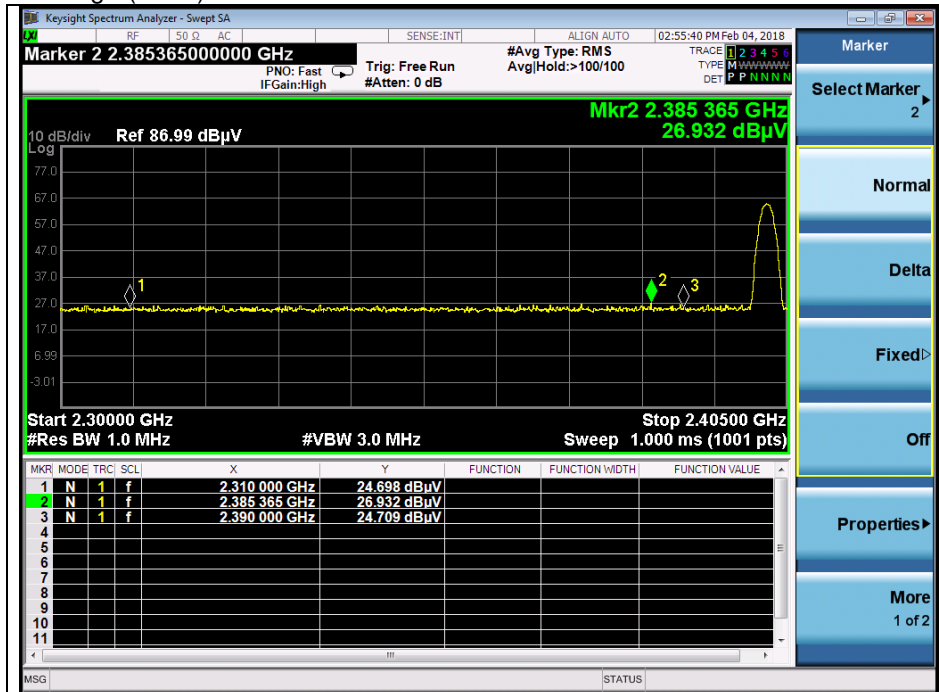 Keysight Spectrum Analyzer - Swept SA
LXI RF 50 Ω AC SENSE:INT ALIGN AUTO 02:55:40 PM Feb 04, 2018
Marker 2 2.385365000000 GHz
PNO: Fast
IFGain:High
Trig: Free Run
#Atten: 0 dB
#Avg Type: RMS
Avg|Hold:>100/100
TRACE 1 2 3 4 5 6
TYPE M W W W W W
DET P P N N N N
Mkr2 2.385 365 GHz
26.932 dBµV
10 dB/div Ref 86.99 dBµV
Log
77.0
67.0
57.0
47.0
37.0
27.0
17.0
6.99
-3.01
1
2
3
Start 2.30000 GHz Stop 2.40500 GHz
#Res BW 1.0 MHz #VBW 3.0 MHz Sweep 1.000 ms (1001 pts)
MKR MODE TRC SCL X Y FUNCTION FUNCTION WIDTH FUNCTION VALUE
1 N 1 f 2.310 000 GHz 24.698 dBµV
2 N 1 f 2.385 365 GHz 26.932 dBµV
3 N 1 f 2.390 000 GHz 24.709 dBµV
4
5
6
7
8
9
10
11
MSG STATUS
Marker
Select Marker
2
Normal
Delta
Fixed
Off
Properties
More
1 of 2